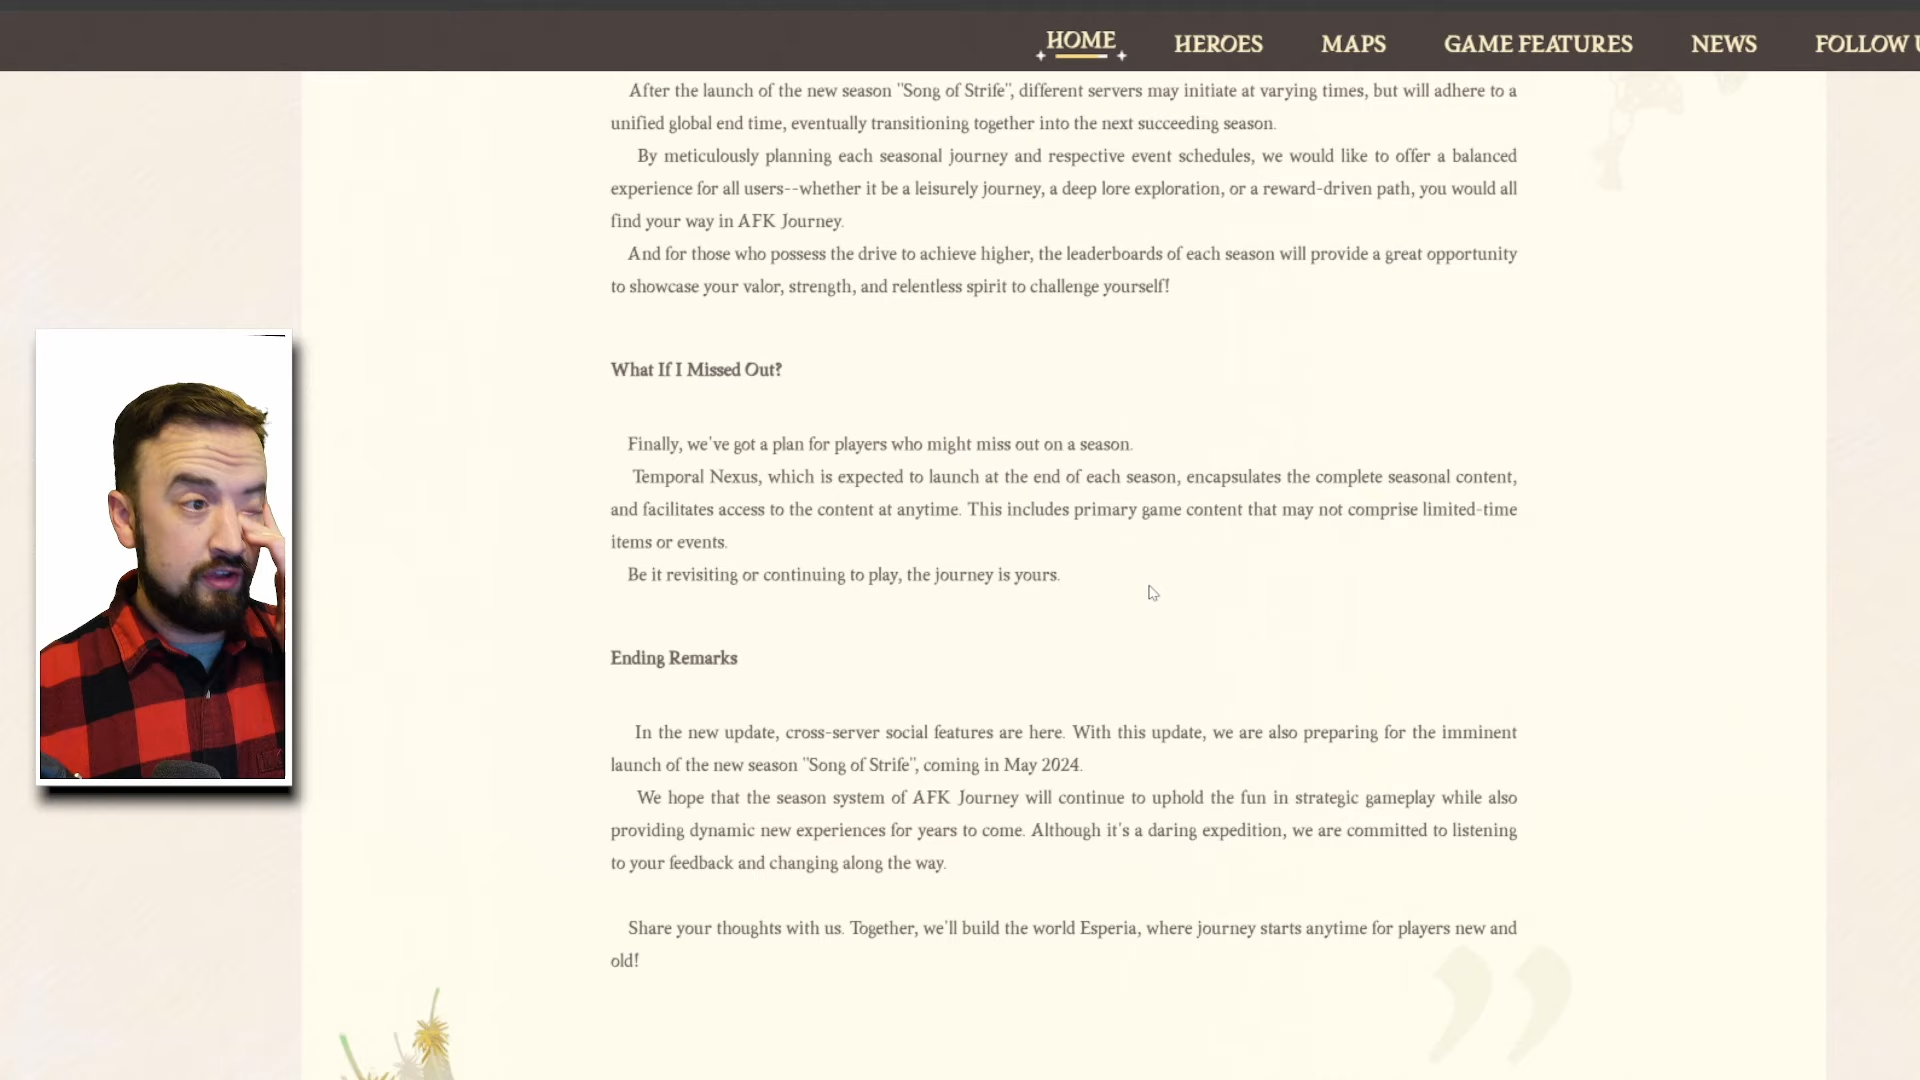 HOME HEROES MAPS GAME FEATURES NEWS FOLLOW
After the launch of the new season "Song of Strife", different servers may initiate at varying times, but will adhere to a
unified global end time, eventually transitioning together into the next succeeding season.
By meticulously planning each seasonal journey and respective event schedules, we would like to offer a balanced
experience for all users--whether it be a leisurely journey, a deep lore exploration, or a reward-driven path, you would all
find your way in AFK Journey.
And for those who possess the drive to achieve higher, the leaderboards of each season will provide a great opportunity
to showcase your valor, strength, and relentless spirit to challenge yourself!
What If I Missed Out?
Finally, we've got a plan for players who might miss out on a season.
Temporal Nexus, which is expected to launch at the end of each season, encapsulates the complete seasonal content,
and facilitates access to the content at anytime. This includes primary game content that may not comprise limited-time
items or events.
Be it revisiting or continuing to play, the journey is yours.
Ending Remarks
In the new update, cross-server social features are here. With this update, we are also preparing for the imminent
launch of the new season "Song of Strife", coming in May 2024.
We hope that the season system of AFK Journey will continue to uphold the fun in strategic gameplay while also
providing dynamic new experiences for years to come. Although it's a daring expedition, we are committed to listening
to your feedback and changing along the way.
Share your thoughts with us. Together, we'll build the world Esperia, where journey starts anytime for players new and
old!